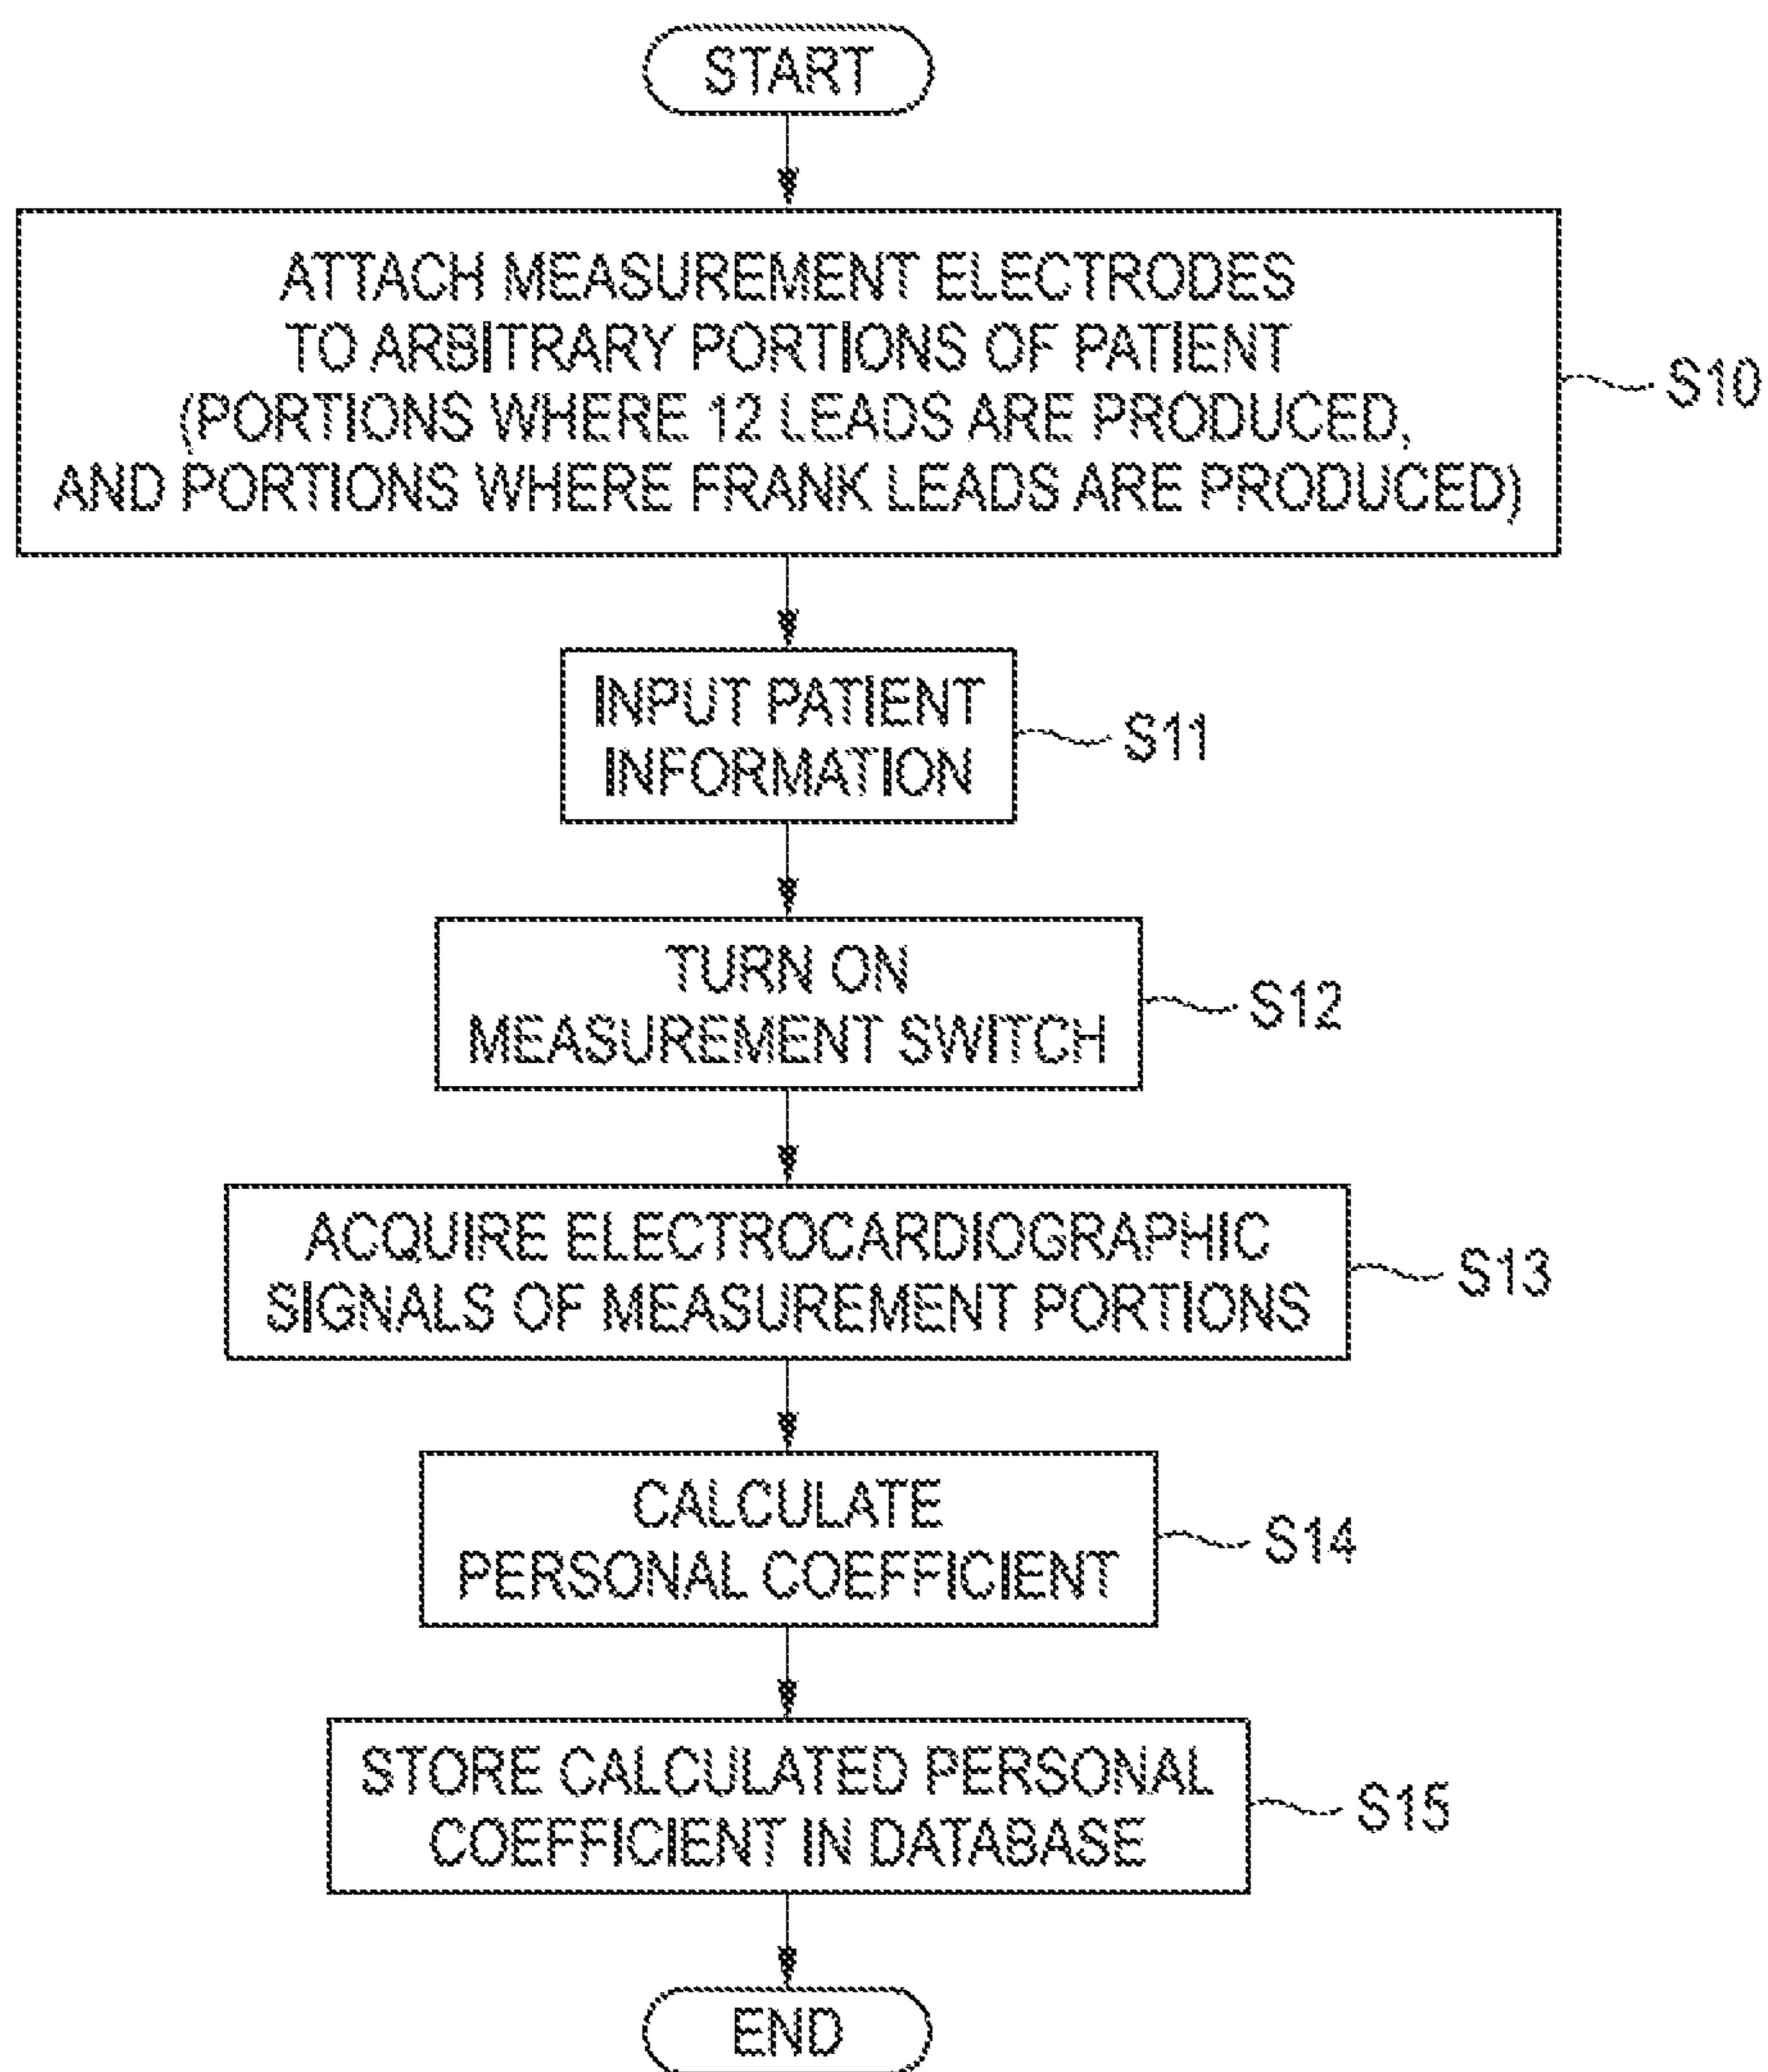 START
ATTACH MEASUREMENT ELECTRODES
TO ARBITRARY PORTIONS OF PATIENT
(PORTIONS WHERE 12 LEADS ARE PRODUCED,
AND PORTIONS WHERE FRANK LEADS ARE PRODUCED)
S10
INPUT PATIENT
INFORMATION
S11
TURN ON
MEASUREMENT SWITCH
S12
ACQUIRE ELECTROCARDIOGRAPHIC
SIGNALS OF MEASUREMENT PORTIONS
S13
CALCULATE
PERSONAL COEFFICIENT
S14
STORE CALCULATED PERSONAL
COEFFICIENT IN DATABASE
S15
END